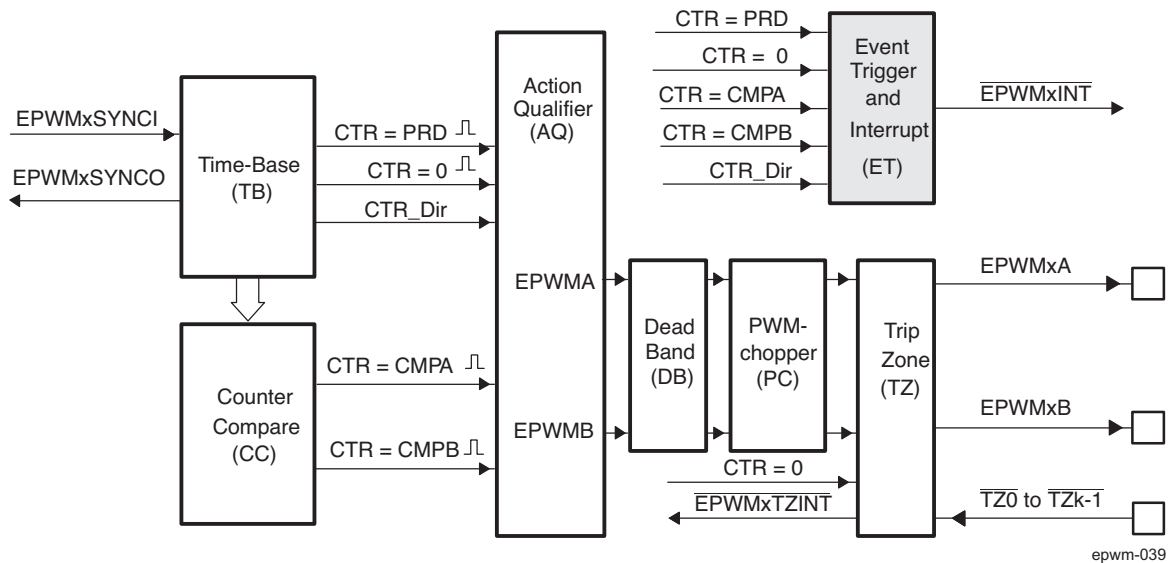 EPWMxSYNCI
EPWMxSYNCO
Time-Base
(TB)
CTR = PRD
CTR = 0
CTR_Dir
Counter
Compare
(CC)
CTR = CMPA
CTR = CMPB
Action
Qualifier
(AQ)
EPWMA
EPWMB
CTR = PRD
CTR = 0
CTR = CMPA
CTR = CMPB
CTR_Dir
Event
Trigger
and
Interrupt
(ET)
EPWMxINT
Dead
Band
(DB)
PWM-
chopper
(PC)
Trip
Zone
(TZ)
EPWMxA
EPWMxB
CTR = 0
EPWMxTZINT
TZ0 to TZk-1
epwm-039